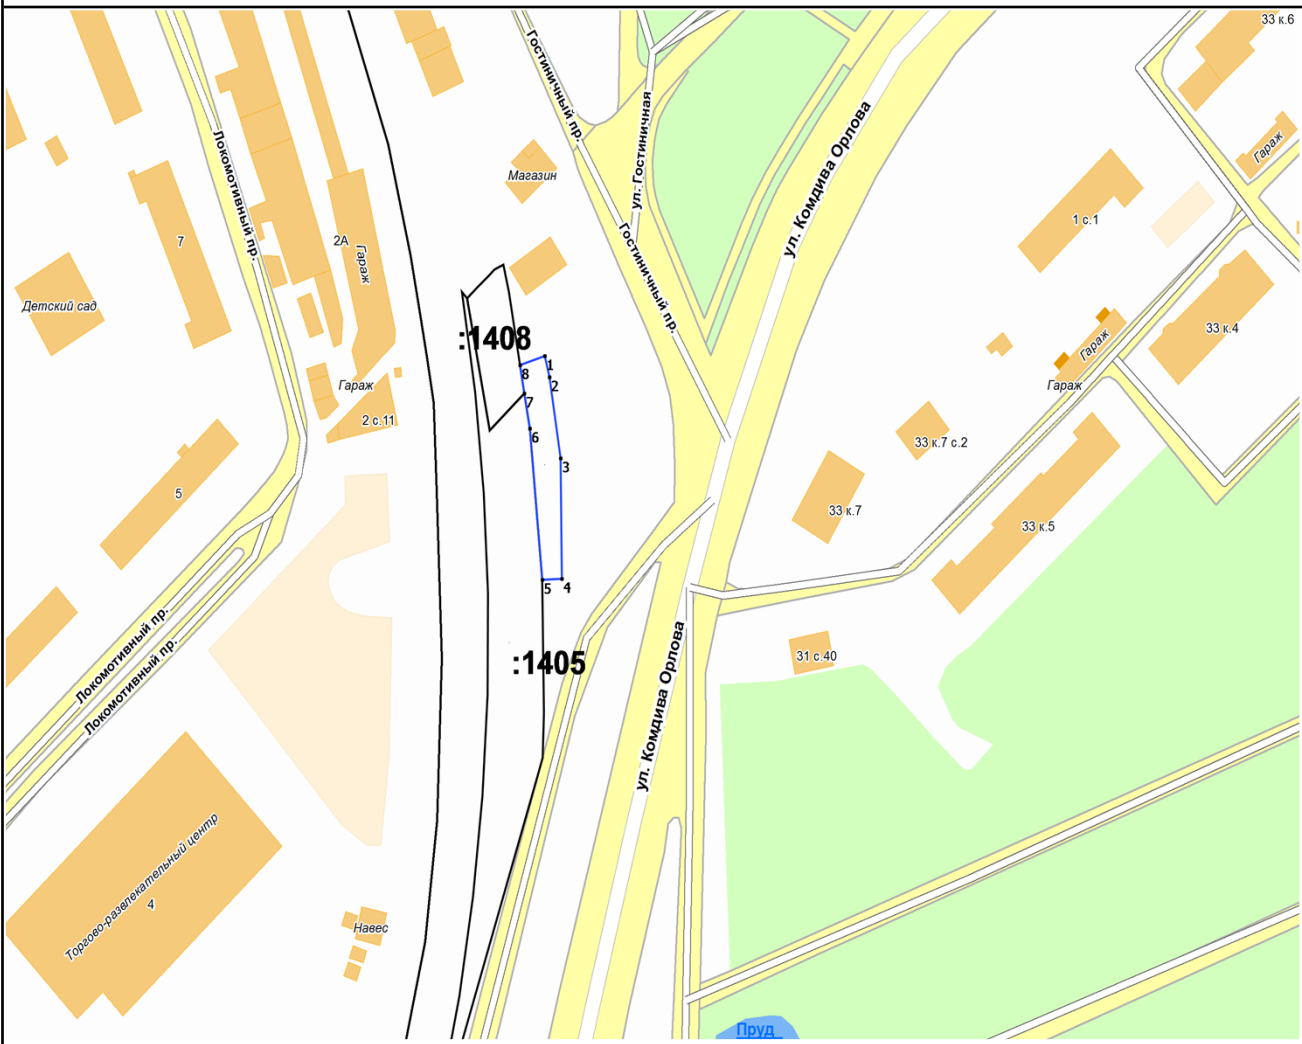 33 к.6
Гостиничный пр.
ул. Гостиничная
ул. Комдива Орлова
Гараж
Локомотивный пр.
Магазин
1 с.1
7
2А
Гараж
Гостиничный пр.
Детский сад
:1408
33 к.4
Гараж
1
8
2
Гараж
Гараж
7
2 с.11
6
33 к.7 с.2
3
5
33 к.7
33 к.5
5
4
Локомотивный пр.
Локомотивный пр.
:1405
31 с.40
ул. Комдива Орлова
Торгово-развлекательный центр
4
Навес
Пруд